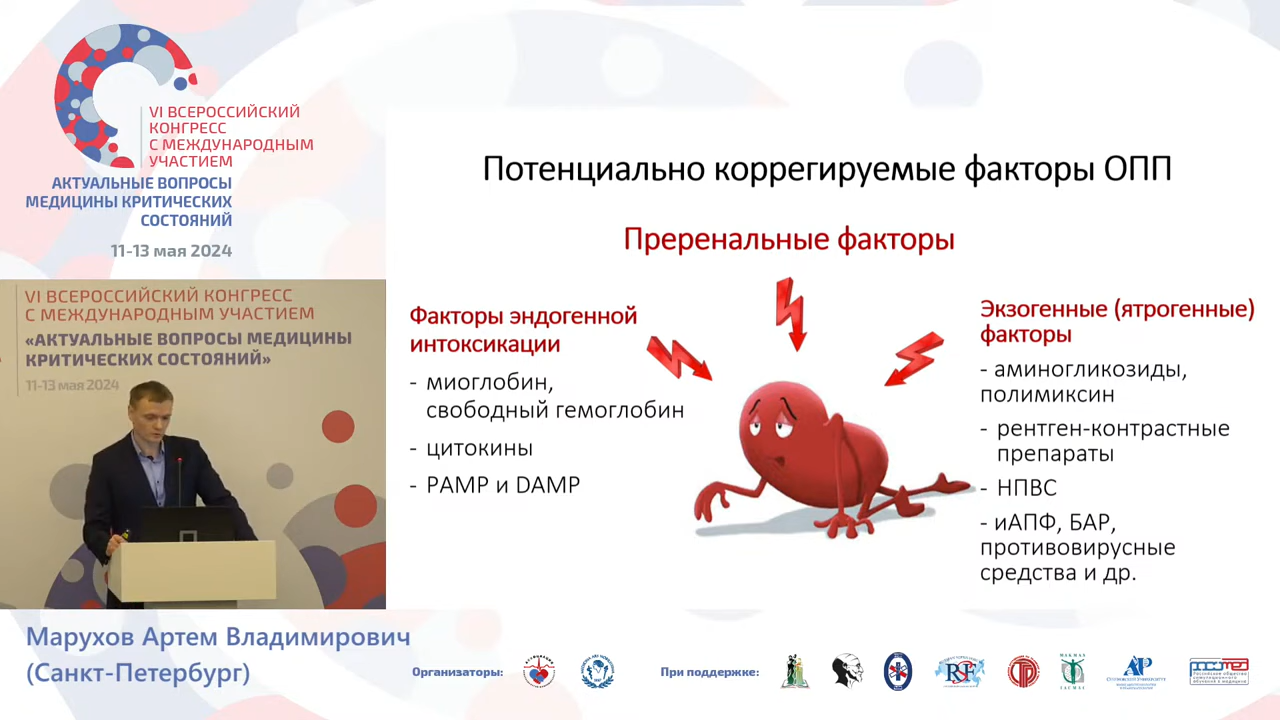 VI ВСЕРОССИЙСКИЙ
КОНГРЕСС
С МЕЖДУНАРОДНЫМ
УЧАСТИЕМ
АКТУАЛЬНЫЕ ВОПРОСЫ
МЕДИЦИНЫ КРИТИЧЕСКИХ
СОСТОЯНИЙ
11-13 мая 2024
VI ВСЕРОССИЙСКИЙ КОНГРЕСС
С МЕЖДУНАРОДНЫМ УЧАСТИЕМ
«АКТУАЛЬНЫЕ ВОПРОСЫ МЕДИЦИНЫ
КРИТИЧЕСКИХ СОСТОЯНИЙ»
11-13 мая 2024
Потенциально коррегируемые факторы ОПП
Преренальные факторы
Факторы эндогенной
интоксикации
- миоглобин,
свободный гемоглобин
- цитокины
- PAMP и DAMP
Экзогенные (ятрогенные)
факторы
- аминогликозиды,
полимиксин
- рентген-контрастные
препараты
- НПВС
- иАПФ, БАР,
противовирусные
средства и др.
Марухов Артем Владимирович
(Санкт-Петербург)
Организаторы:
При поддержке: